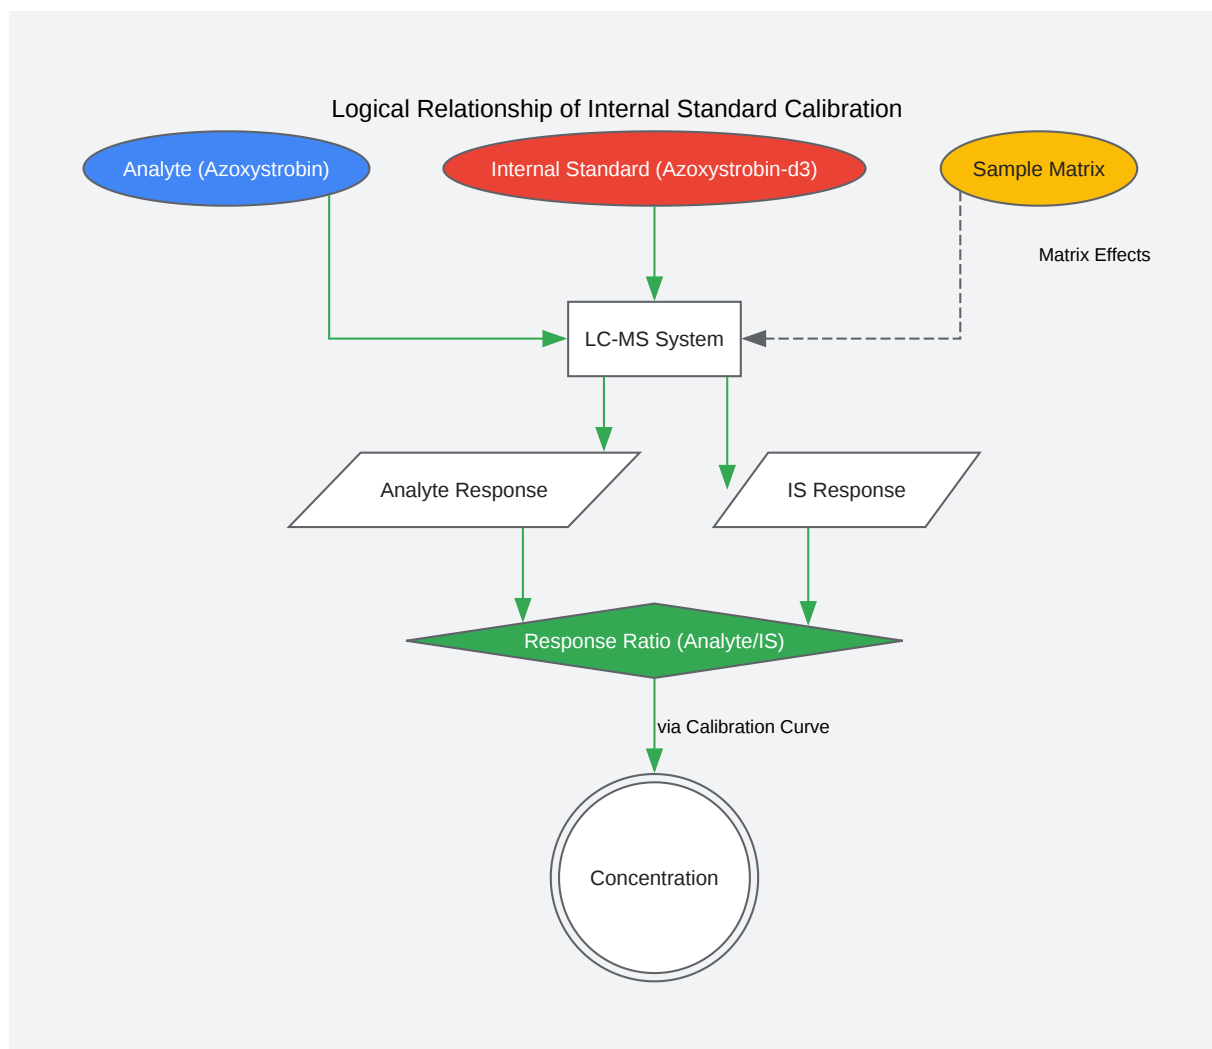 Logical Relationship of Internal Standard Calibration
Analyte (Azoxystrobin)
Internal Standard (Azoxystrobin-d3)
Sample Matrix
Matrix Effects
LC-MS System
Analyte Response
IS Response
Response Ratio (Analyte/IS)
via Calibration Curve
Concentration